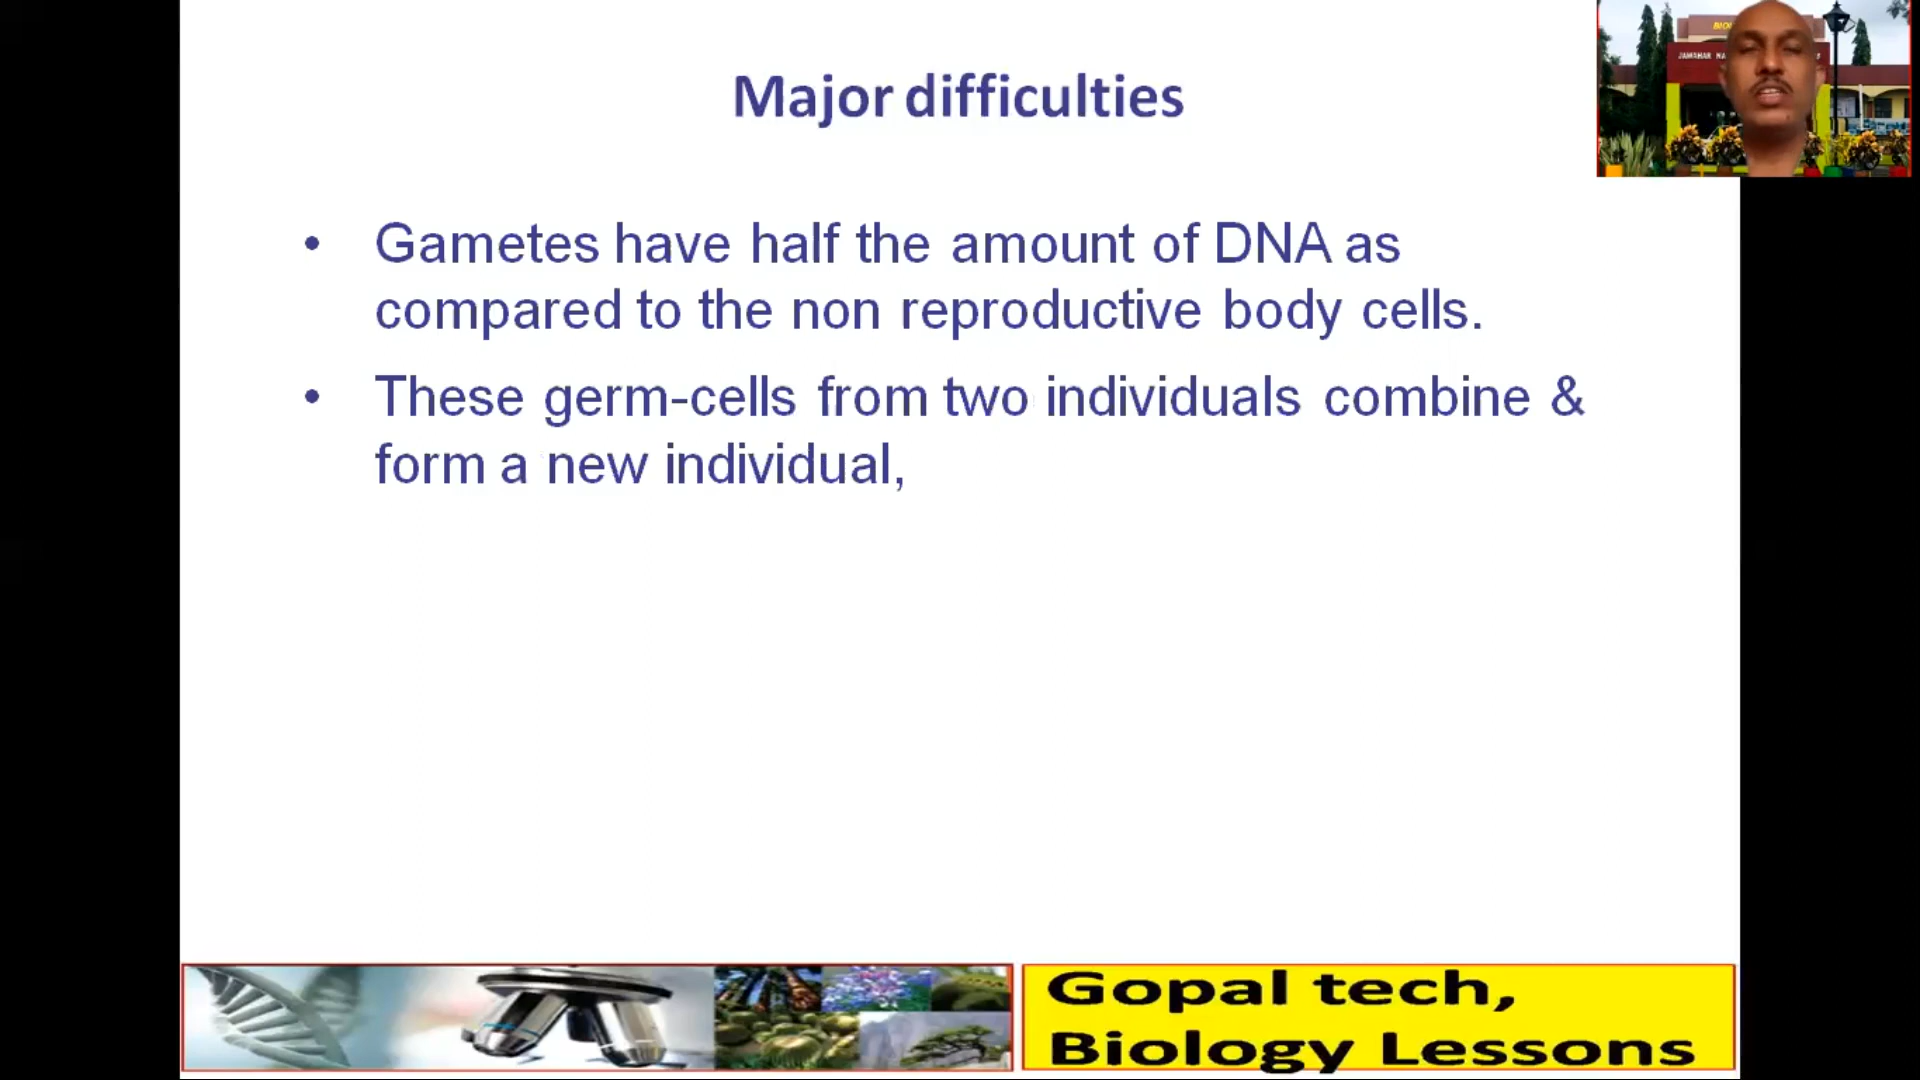 Major difficulties
• Gametes have half the amount of DNA as
compared to the non reproductive body cells.
• These germ-cells from two individuals combine &
form a new individual,
Gopal tech,
Biology Lessons